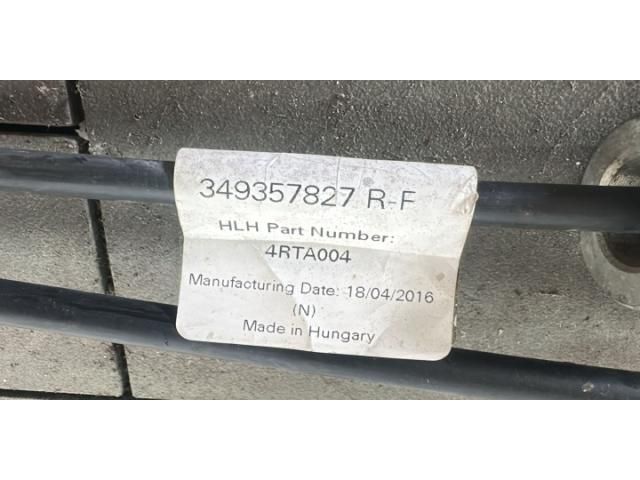 349357827 R-F
HLH Part Number:
4RTA004
Manufacturing Date: 18/04/2016
(N)
Made in Hungary